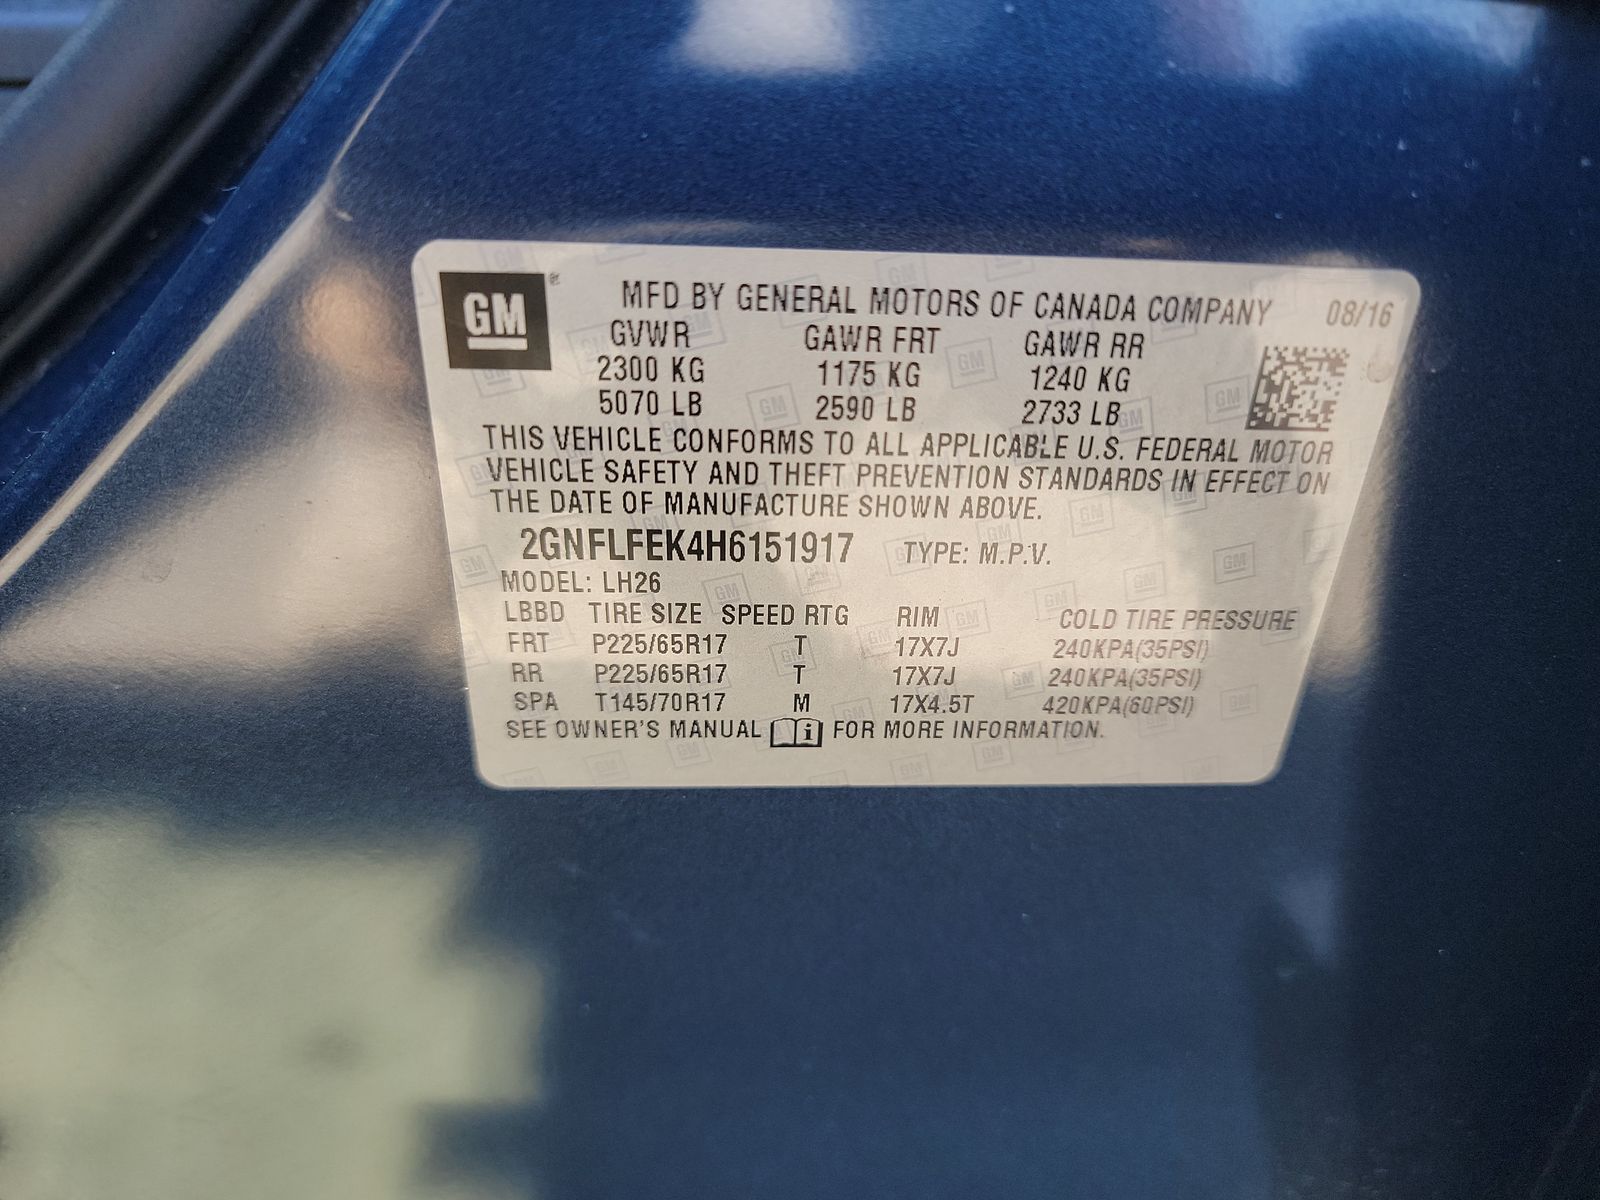 GM
MFD BY GENERAL MOTORS OF CANADA COMPANY 08/16
GVWR GAWR FRT GAWR RR
2300 KG 1175 KG 1240 KG
5070 LB 2590 LB 2733 LB
THIS VEHICLE CONFORMS TO ALL APPLICABLE U.S. FEDERAL MOTOR
VEHICLE SAFETY AND THEFT PREVENTION STANDARDS IN EFFECT ON
THE DATE OF MANUFACTURE SHOWN ABOVE.
2GNFLFEK4H6151917 TYPE: M.P.V.
MODEL: LH26
LBBD TIRE SIZE SPEED RTG RIM COLD TIRE PRESSURE
FRT P225/65R17 T 17X7J 240KPA(35PSI)
RR P225/65R17 T 17X7J 240KPA(35PSI)
SPA T145/70R17 M 17X4.5T 420KPA(60PSI)
SEE OWNER'S MANUAL i FOR MORE INFORMATION.